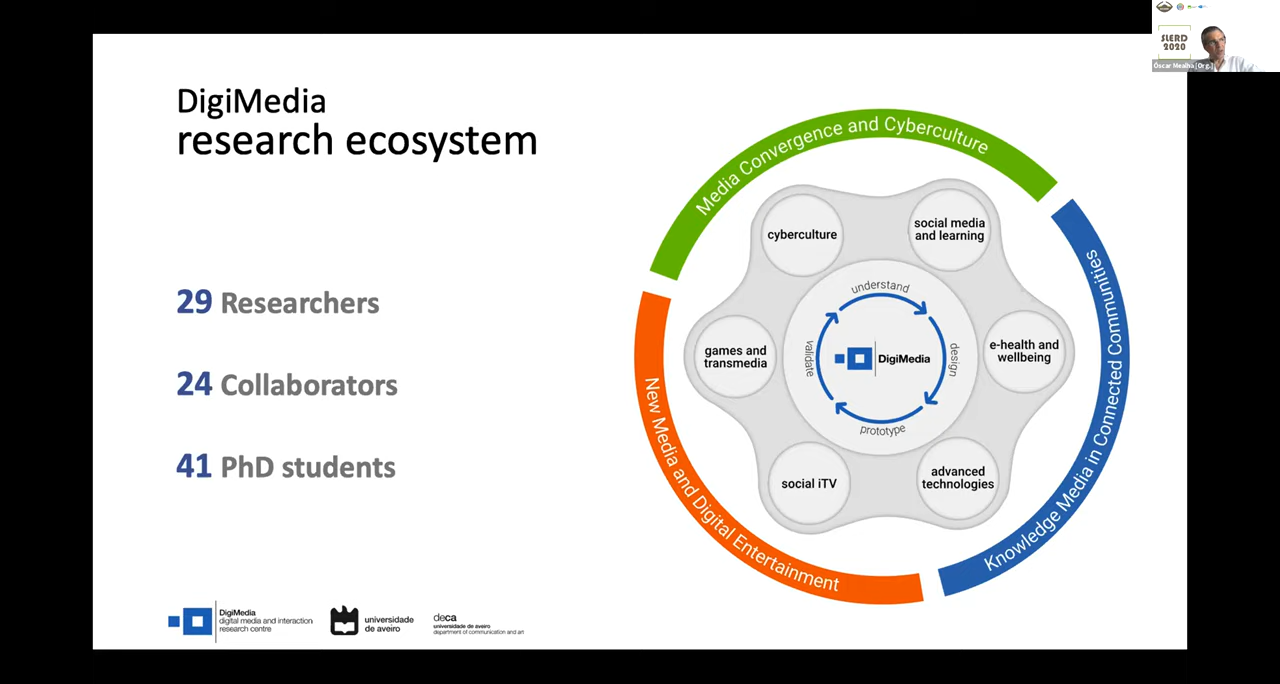 SLERD
2020
Óscar Mealha [Org.]
DigiMedia
research ecosystem
29 Researchers
24 Collaborators
41 PhD students
Media Convergence and Cyberculture
Knowledge Media in Connected Communities
New Media and Digital Entertainment
cyberculture
social media
and learning
e-health and
wellbeing
advanced
technologies
social iTV
games and
transmedia
understand
design
prototype
validate
DigiMedia
DigiMedia
digital media and interaction
research centre
universidade
de aveiro
deca
universidade de aveiro
department of communication and art